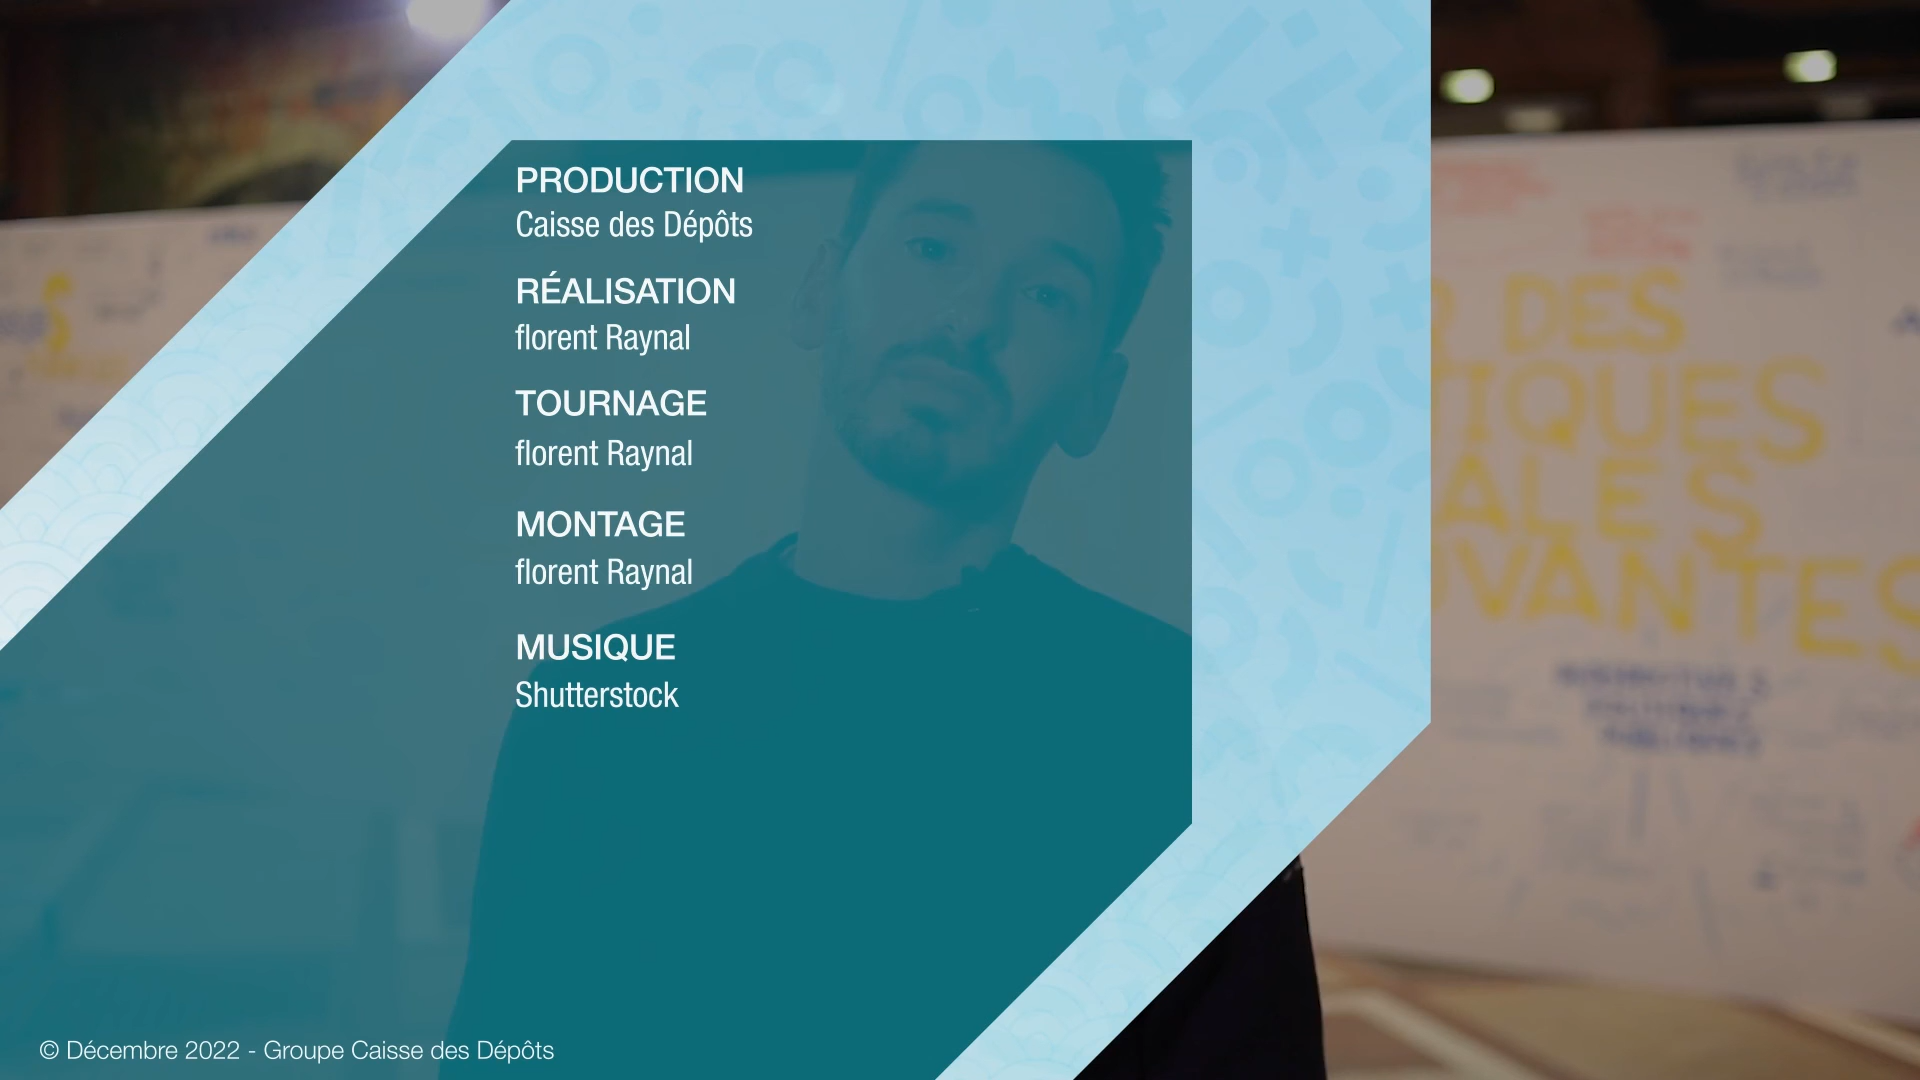 PRODUCTION
Caisse des Dépôts
RÉALISATION
florent Raynal
TOURNAGE
florent Raynal
MONTAGE
florent Raynal
MUSIQUE
Shutterstock
DES
TIQUES
ALES
VANTES
© Décembre 2022 - Groupe Caisse des Dépôts